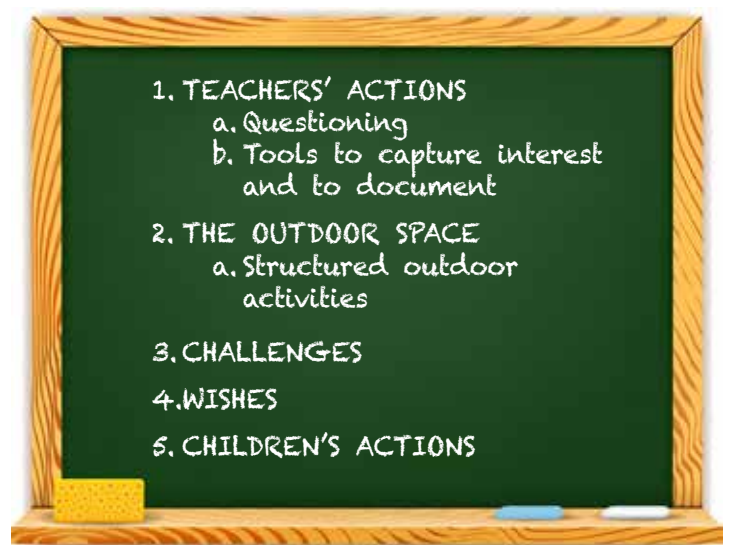 1. TEACHERS' ACTIONS
a. Questioning
b. Tools to capture interest
and to document
2. THE OUTDOOR SPACE
a. Structured outdoor
activities
3. CHALLENGES
4. WISHES
5. CHILDREN'S ACTIONS